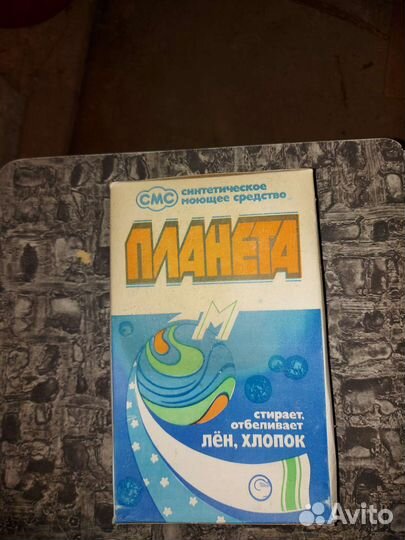 СМС синтетическое
моющее средство
ПЛАНЕТА
М
стирает,
отбеливает
ЛЁН, ХЛОПОК
Avito